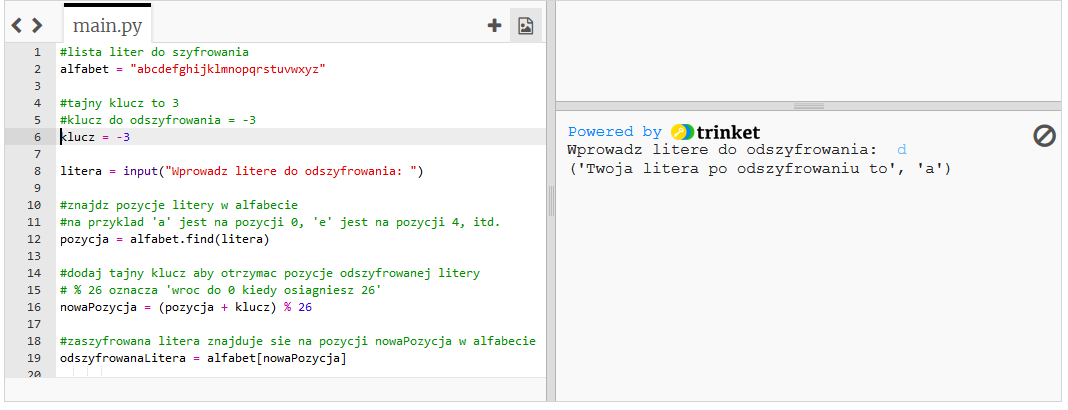 main.py
1 #lista liter do szyfrowania
2 alfabet = "abcdefghijklmnopqrstuvwxyz"
3
4 #tajny klucz to 3
5 #klucz do odszyfrowania = -3
6 klucz = -3
7
8 litera = input("Wprowadz litere do odszyfrowania: ")
9
10 #znajdz pozycje litery w alfabecie
11 #na przyklad 'a' jest na pozycji 0, 'e' jest na pozycji 4, itd.
12 pozycja = alfabet.find(litera)
13
14 #dodaj tajny klucz aby otrzymac pozycje odszyfrowanej litery
15 # % 26 oznacza 'wroc do 0 kiedy osiagniesz 26'
16 nowaPozycja = (pozycja + klucz) % 26
17
18 #zaszyfrowana litera znajduje sie na pozycji nowaPozycja w alfabecie
19 odszyfrowanaLitera = alfabet[nowaPozycja]
20
Powered by trinket
Wprowadz litere do odszyfrowania: d
('Twoja litera po odszyfrowaniu to', 'a')